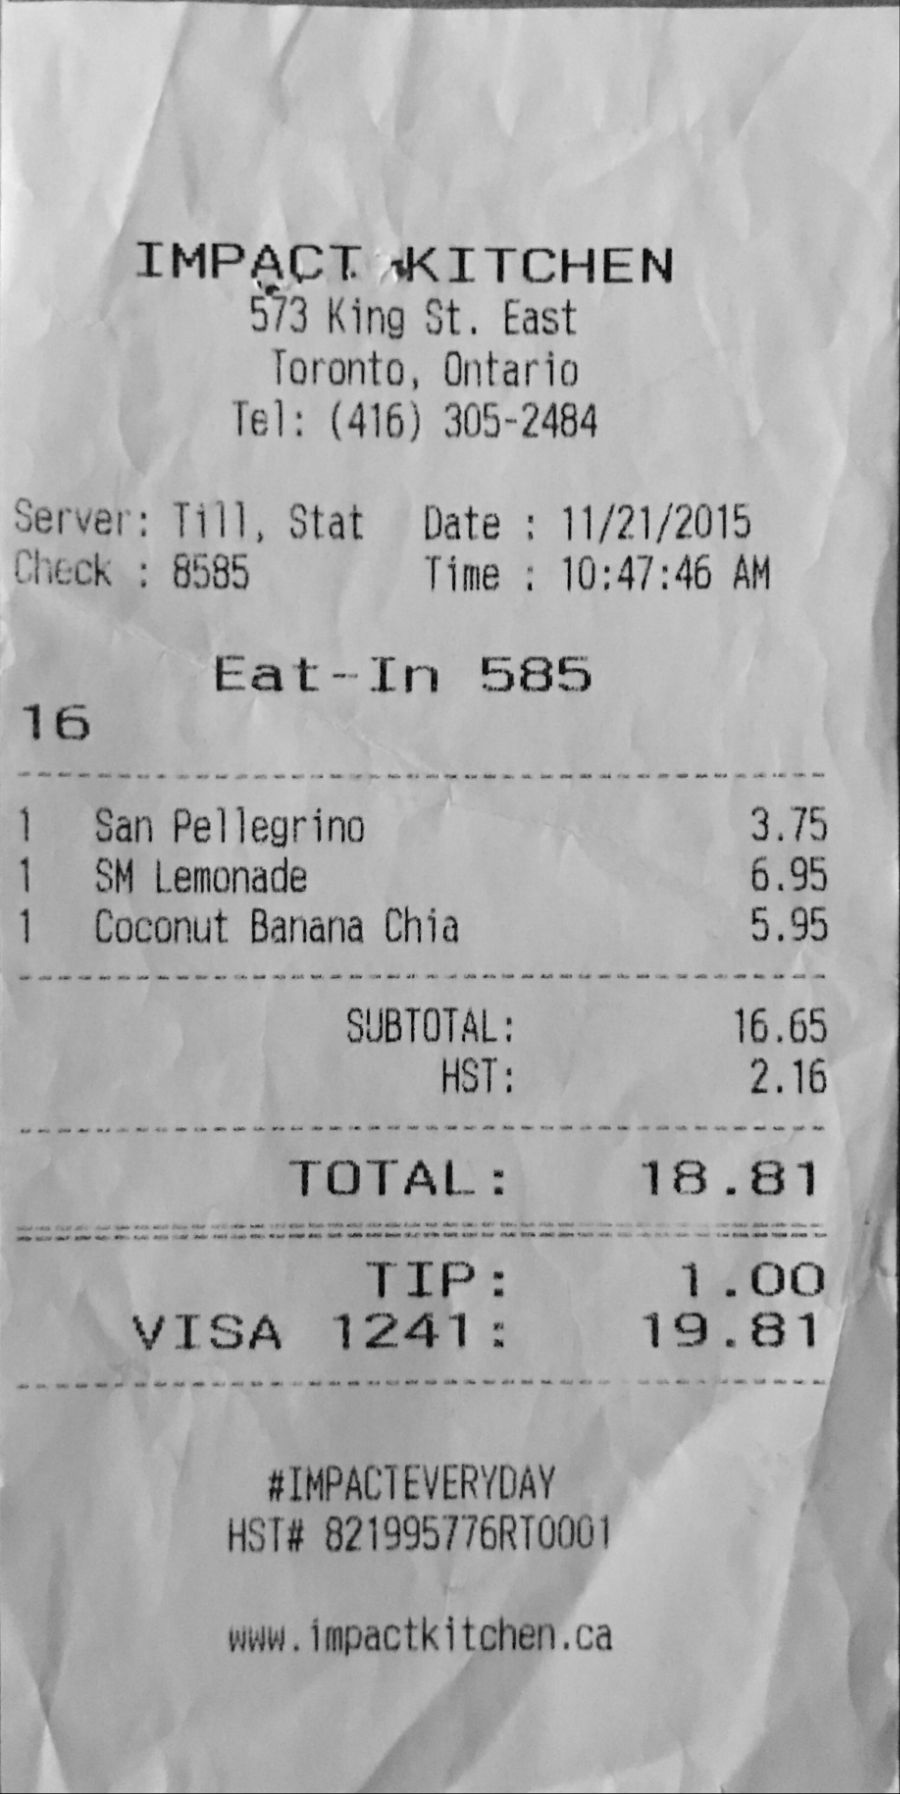 IMPACT KITCHEN
573 King St. East
Toronto, Ontario
Tel: (416) 305-2484
Server: Till, Stat Date : 11/21/2015
Check : 8585 Time : 10:47:46 AM
Eat-In 585
16
1 San Pellegrino 3.75
1 SM Lemonade 6.95
1 Coconut Banana Chia 5.95
SUBTOTAL: 16.65
HST: 2.16
TOTAL: 18.81
TIP: 1.00
VISA 1241: 19.81
#IMPACTEVERYDAY
HST# 821995776RT0001
www.impactkitchen.ca